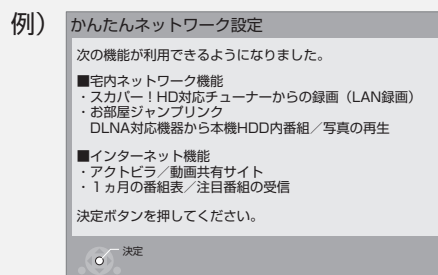 例）
かんたんネットワーク設定
次の機能が利用できるようになりました。
■宅内ネットワーク機能
・スカパー！HD対応チューナーからの録画（LAN録画）
・お部屋ジャンプリンク
DLNA対応機器から本機HDD内番組／写真の再生
■インターネット機能
・アクトビラ／動画共有サイト
・１ヵ月の番組表／注目番組の受信
決定ボタンを押してください。
決定